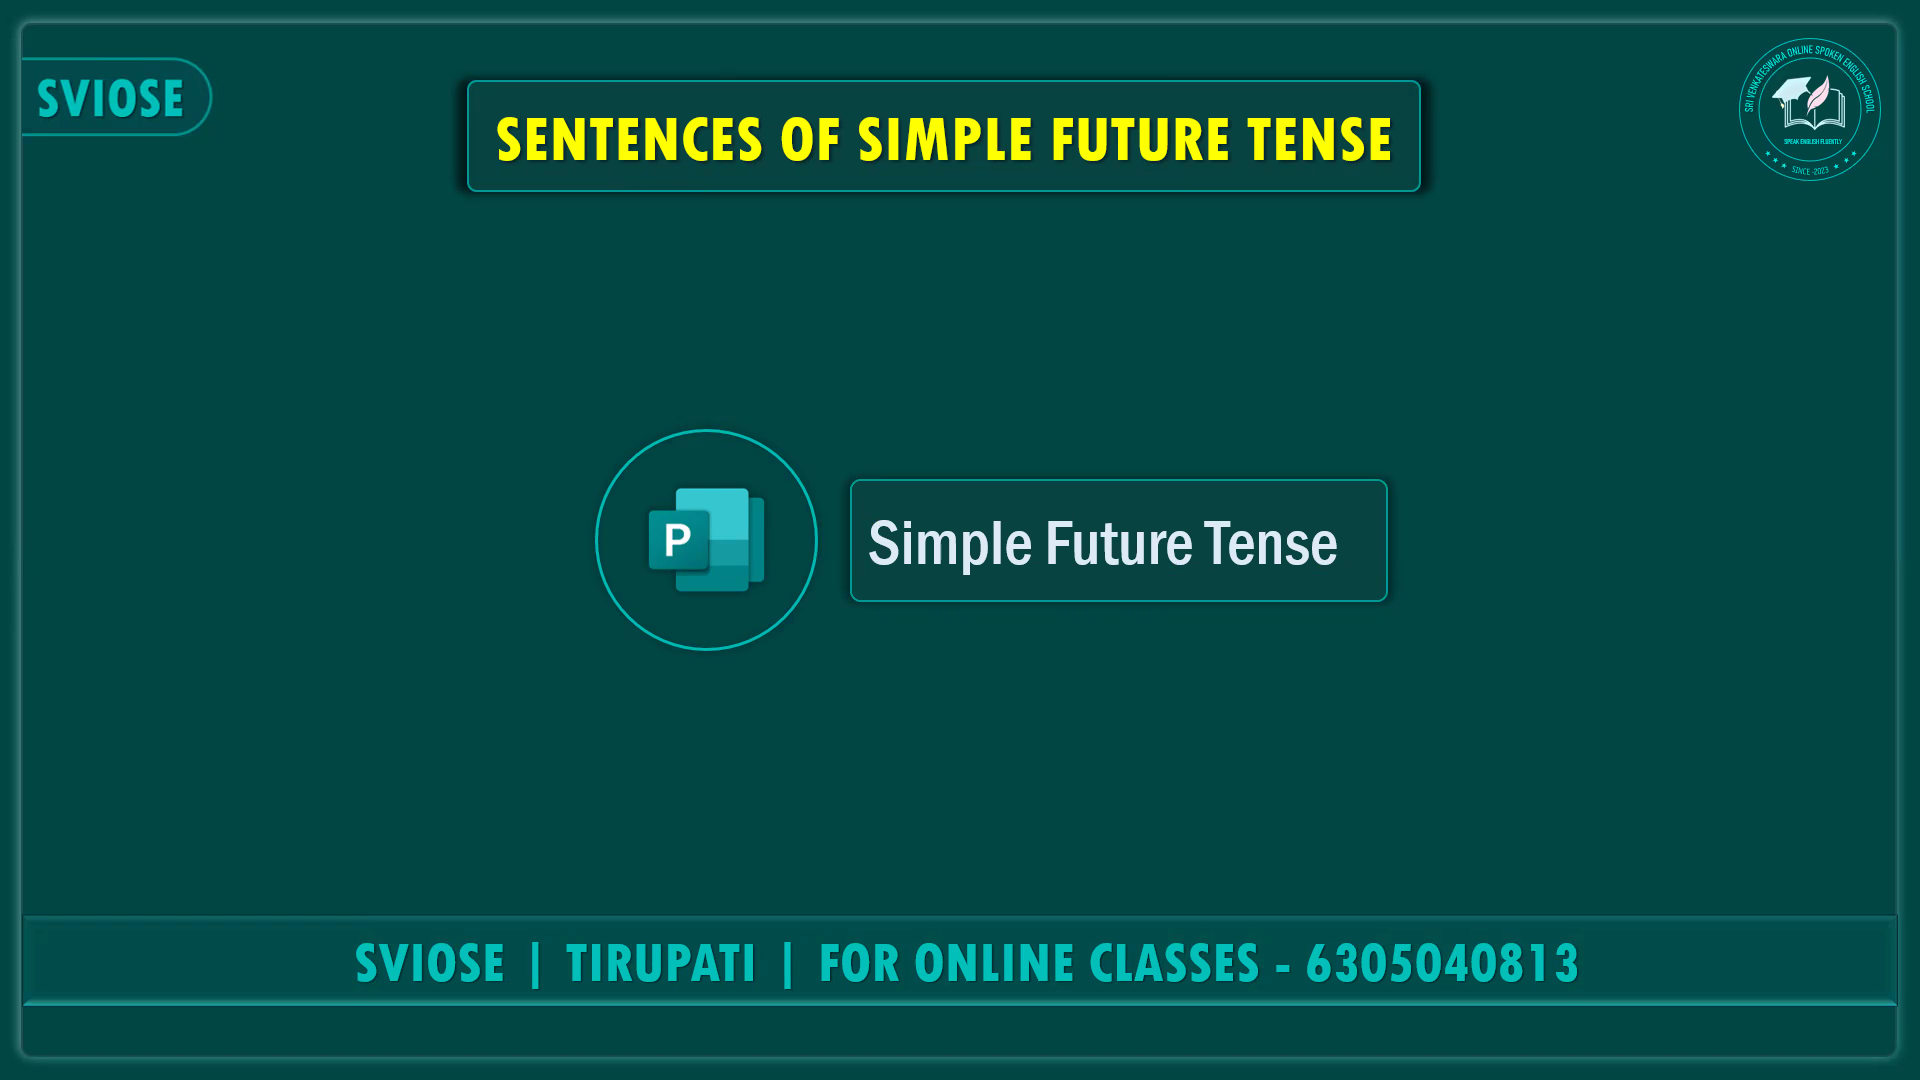 SVIOSE
SENTENCES OF SIMPLE FUTURE TENSE
SRI VENKATESWARA ONLINE SPOKEN ENGLISH SCHOOL
SPEAK ENGLISH FLUENTLY
SINCE -2023
P
Simple Future Tense
SVIOSE | TIRUPATI | FOR ONLINE CLASSES - 6305040813